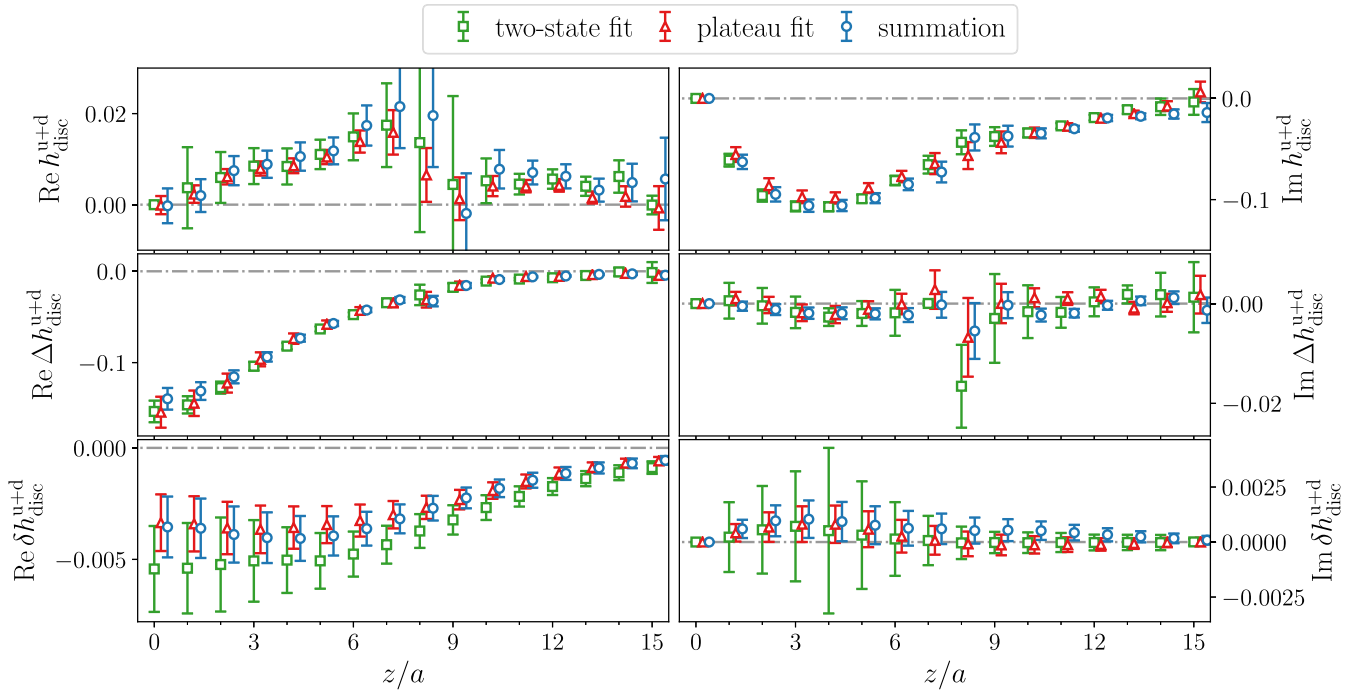 two-state fit plateau fit summation
0.02
0.00
Re h^{u+d}_{disc}
0.0
−0.1
Im h^{u+d}_{disc}
0.0
−0.1
Re Δh^{u+d}_{disc}
0.00
−0.02
Im Δh^{u+d}_{disc}
0.000
−0.005
Re δh^{u+d}_{disc}
0.0025
0.0000
−0.0025
Im δh^{u+d}_{disc}
0 3 6 9 12 15
0 3 6 9 12 15
z/a
z/a